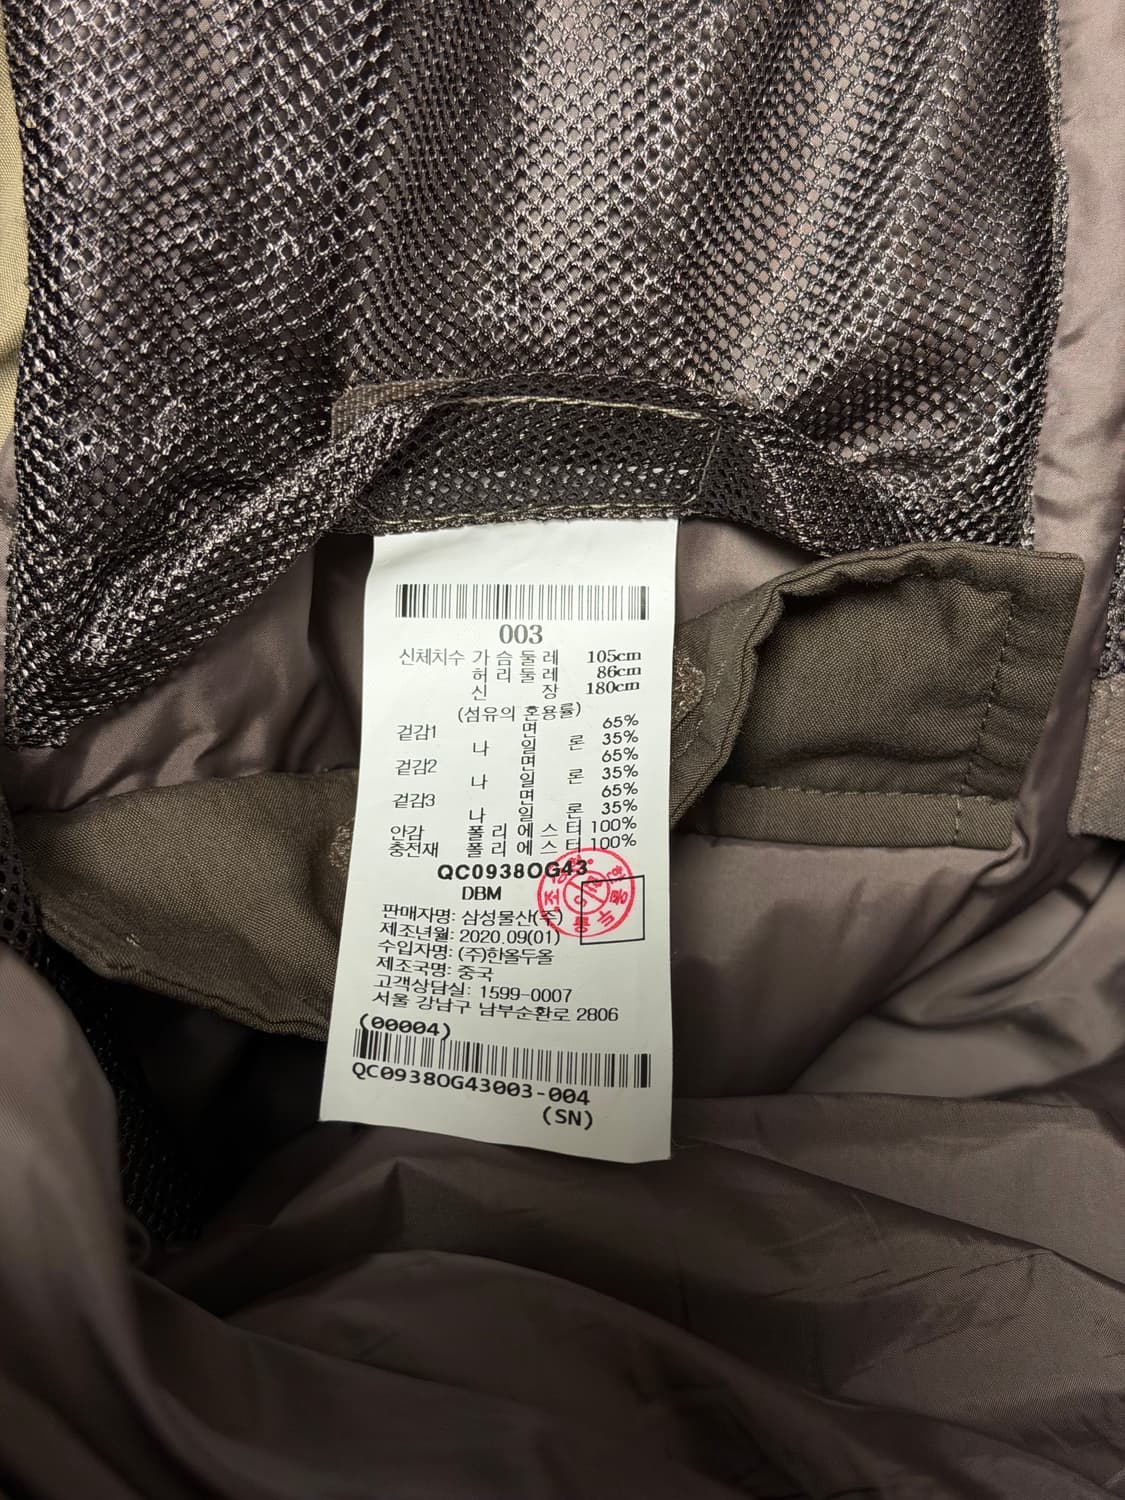 003
신체치수 가슴둘레 105cm
허리둘레 86cm
신 장 180cm
(섬유의 혼용률)
겉감1 면 65%
나일론 35%
겉감2 면 65%
나일론 35%
겉감3 면 65%
나일론 35%
안감 폴리에스터 100%
충전재 폴리에스터 100%
QC0938OG43
DBM
판매자명: 삼성물산(주)
제조년월: 2020.09(01)
수입자명: (주)한올두올
제조국명: 중국
고객상담실: 1599-0007
서울 강남구 남부순환로 2806
(00004)
QC0938OG43003-004
(SN)